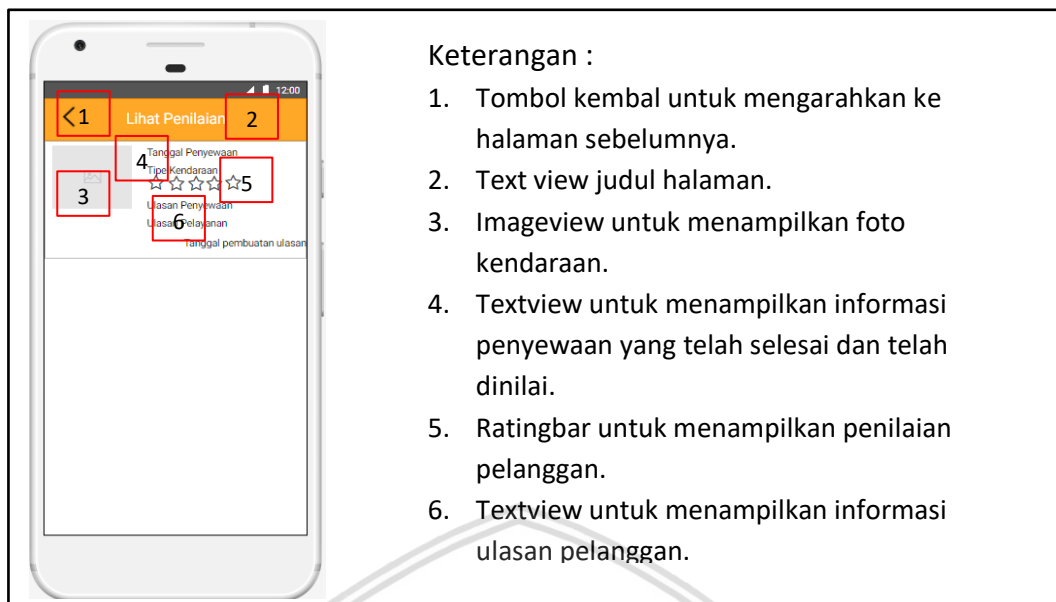 12:00
1
Lihat Penilaian
2
Tanggal Penyewaan
4
Tipe Kendaraan
5
3
Ulasan Penyewaan
6
Ulasan Pelayanan
Tanggal pembuatan ulasan
Keterangan :
1. Tombol kembal untuk mengarahkan ke
halaman sebelumnya.
2. Text view judul halaman.
3. Imageview untuk menampilkan foto
kendaraan.
4. Textview untuk menampilkan informasi
penyewaan yang telah selesai dan telah
dinilai.
5. Ratingbar untuk menampilkan penilaian
pelanggan.
6. Textview untuk menampilkan informasi
ulasan pelanggan.